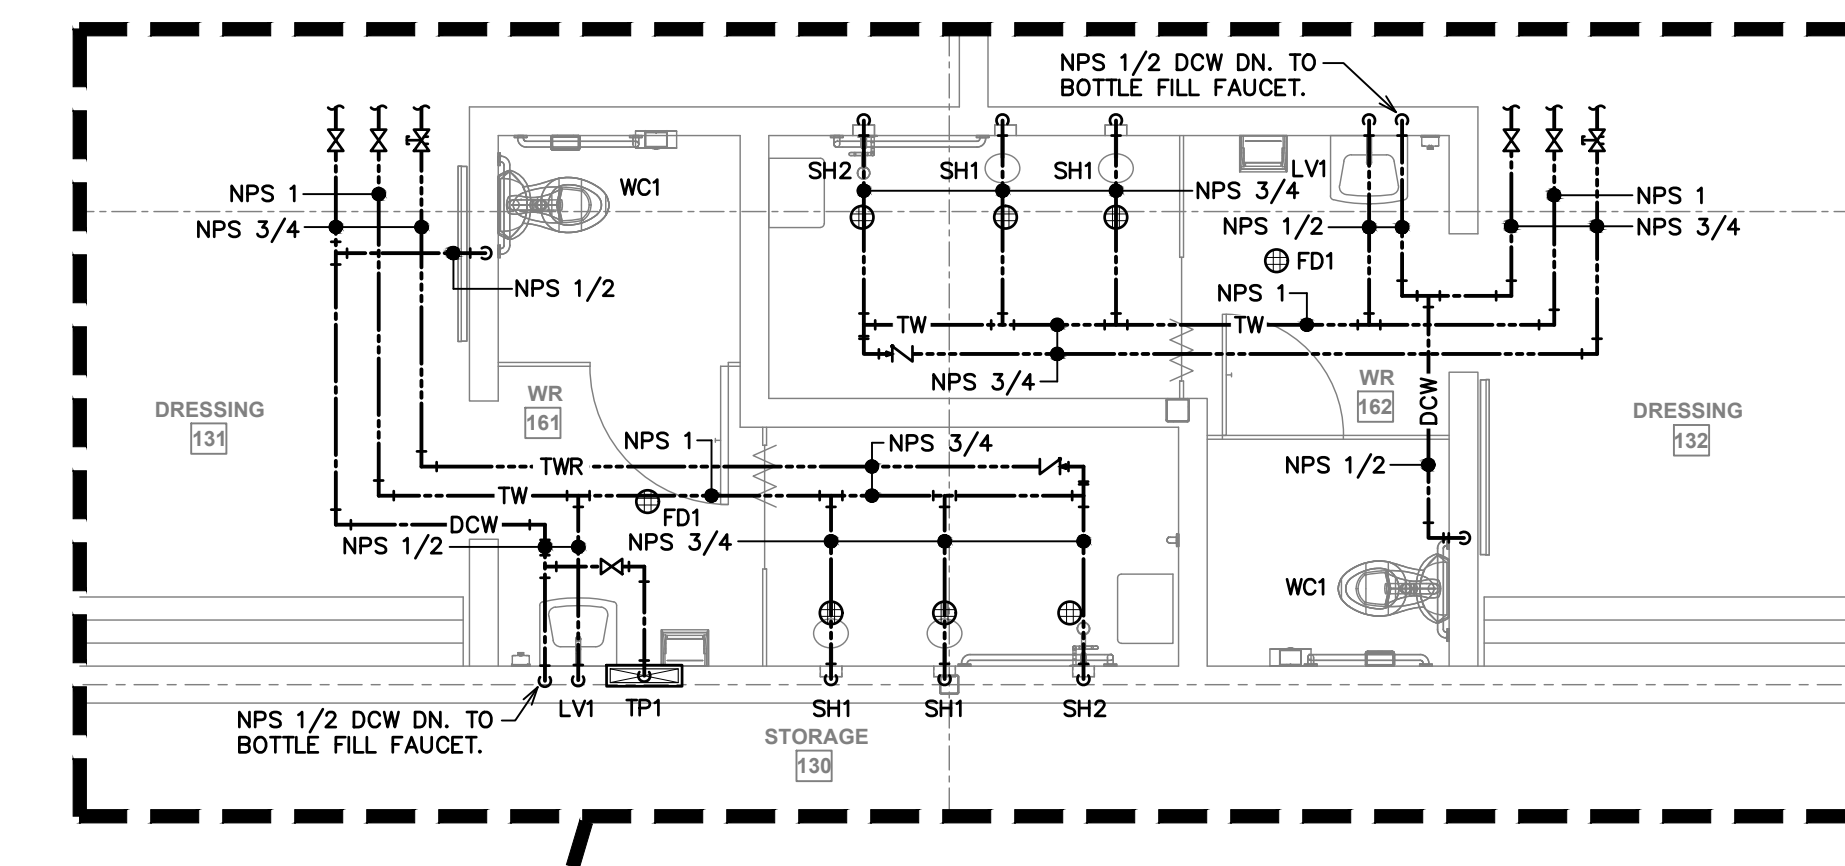 NPS 1/2 DCW DN. TO
BOTTLE FILL FAUCET.
NPS 1
NPS 3/4
WC1
NPS 1/2
SH2
SH1
SH1
NPS 3/4
LV1
NPS 1/2
FD1
NPS 1
NPS 1
NPS 3/4
TW
TW
NPS 3/4
DCW
NPS 1/2
WR
161
WR
162
DRESSING
131
DRESSING
132
NPS 1
NPS 3/4
TWR
TW
DCW
FD1
NPS 1/2
NPS 3/4
WC1
NPS 1/2 DCW DN. TO
BOTTLE FILL FAUCET.
LV1
TP1
SH1
SH1
SH2
STORAGE
130